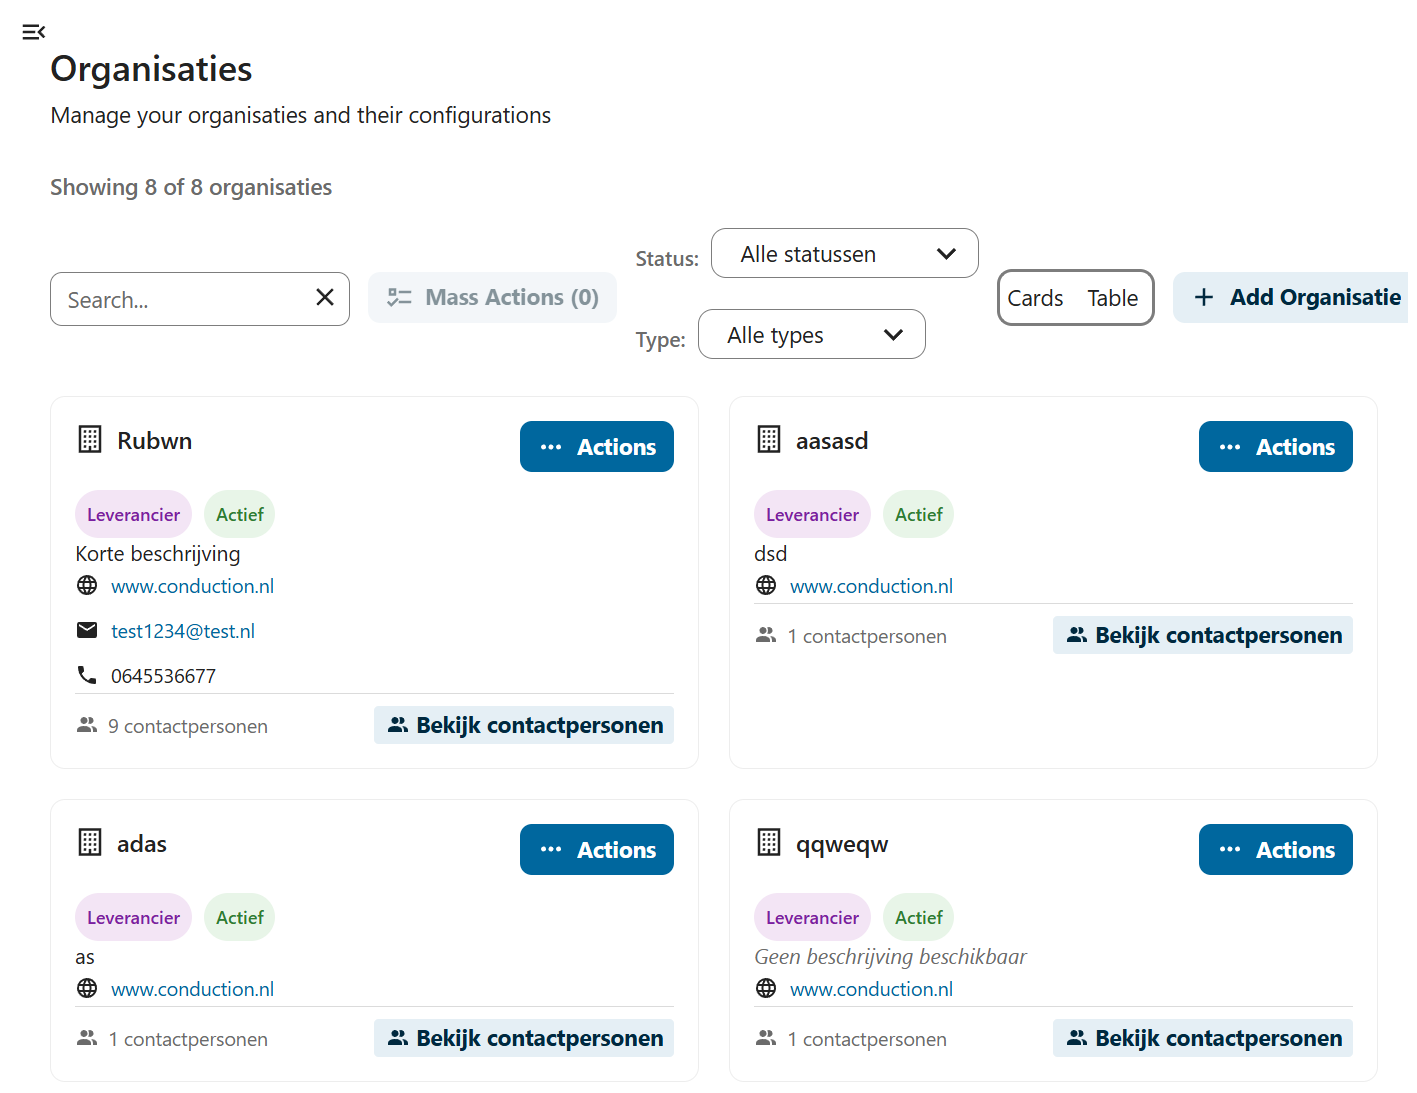 Organisaties
Manage your organisaties and their configurations
Showing 8 of 8 organisaties
Search...
Mass Actions (0)
Status:
Alle statussen
Type:
Alle types
Cards Table
+ Add Organisatie
Rubwn
Actions
Leverancier Actief
Korte beschrijving
www.conduction.nl
test1234@test.nl
0645536677
9 contactpersonen
Bekijk contactpersonen
aasasd
Actions
Leverancier Actief
dsd
www.conduction.nl
1 contactpersonen
Bekijk contactpersonen
adas
Actions
Leverancier Actief
as
www.conduction.nl
1 contactpersonen
Bekijk contactpersonen
qqweqw
Actions
Leverancier Actief
Geen beschrijving beschikbaar
www.conduction.nl
1 contactpersonen
Bekijk contactpersonen